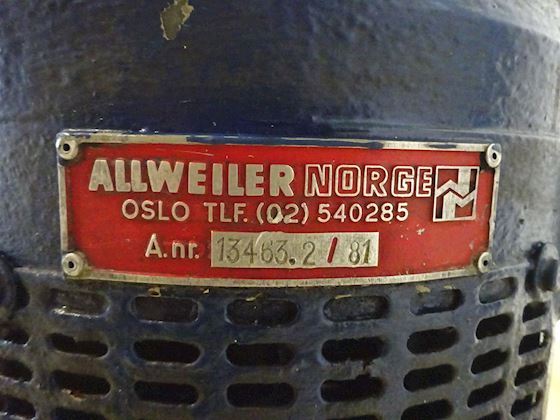 ALLWEILER NORGE
OSLO TLF. (02) 540285
A.nr. 13463.2 / 81